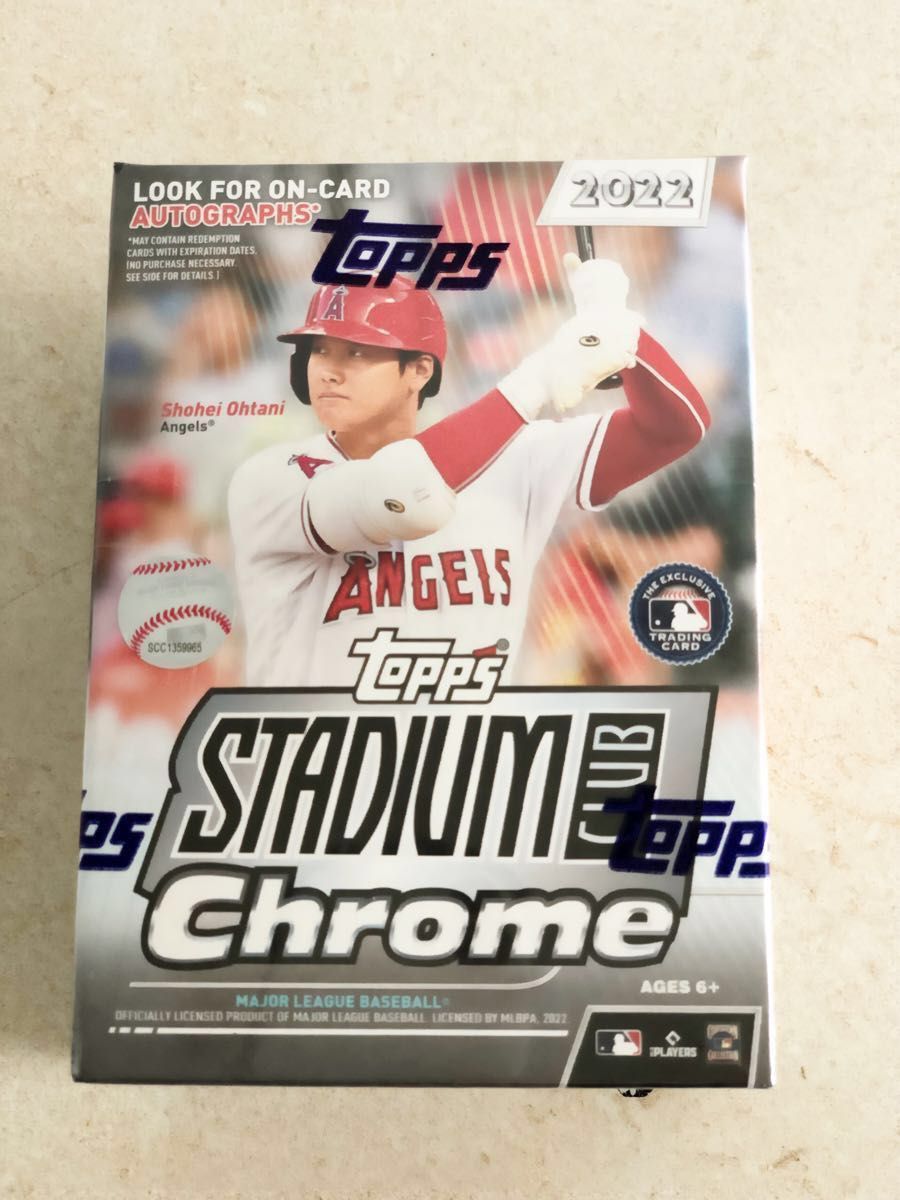 LOOK FOR ON-CARD
AUTOGRAPHS*
*MAY CONTAIN REDEMPTION
CARDS WITH EXPIRATION DATES.
(NO PURCHASE NECESSARY.
SEE SIDE FOR DETAILS.)
2022
topps
A
Shohei Ohtani
Angels®
A
ANGELS
SCC1359965
THE EXCLUSIVE
TRADING
CARD
topps®
STADIUM
CLUB
ps
topp
Chrome
AGES 6+
MAJOR LEAGUE BASEBALL®
OFFICIALLY LICENSED PRODUCT OF MAJOR LEAGUE BASEBALL. LICENSED BY MLBPA, 2022.
PLAYERS